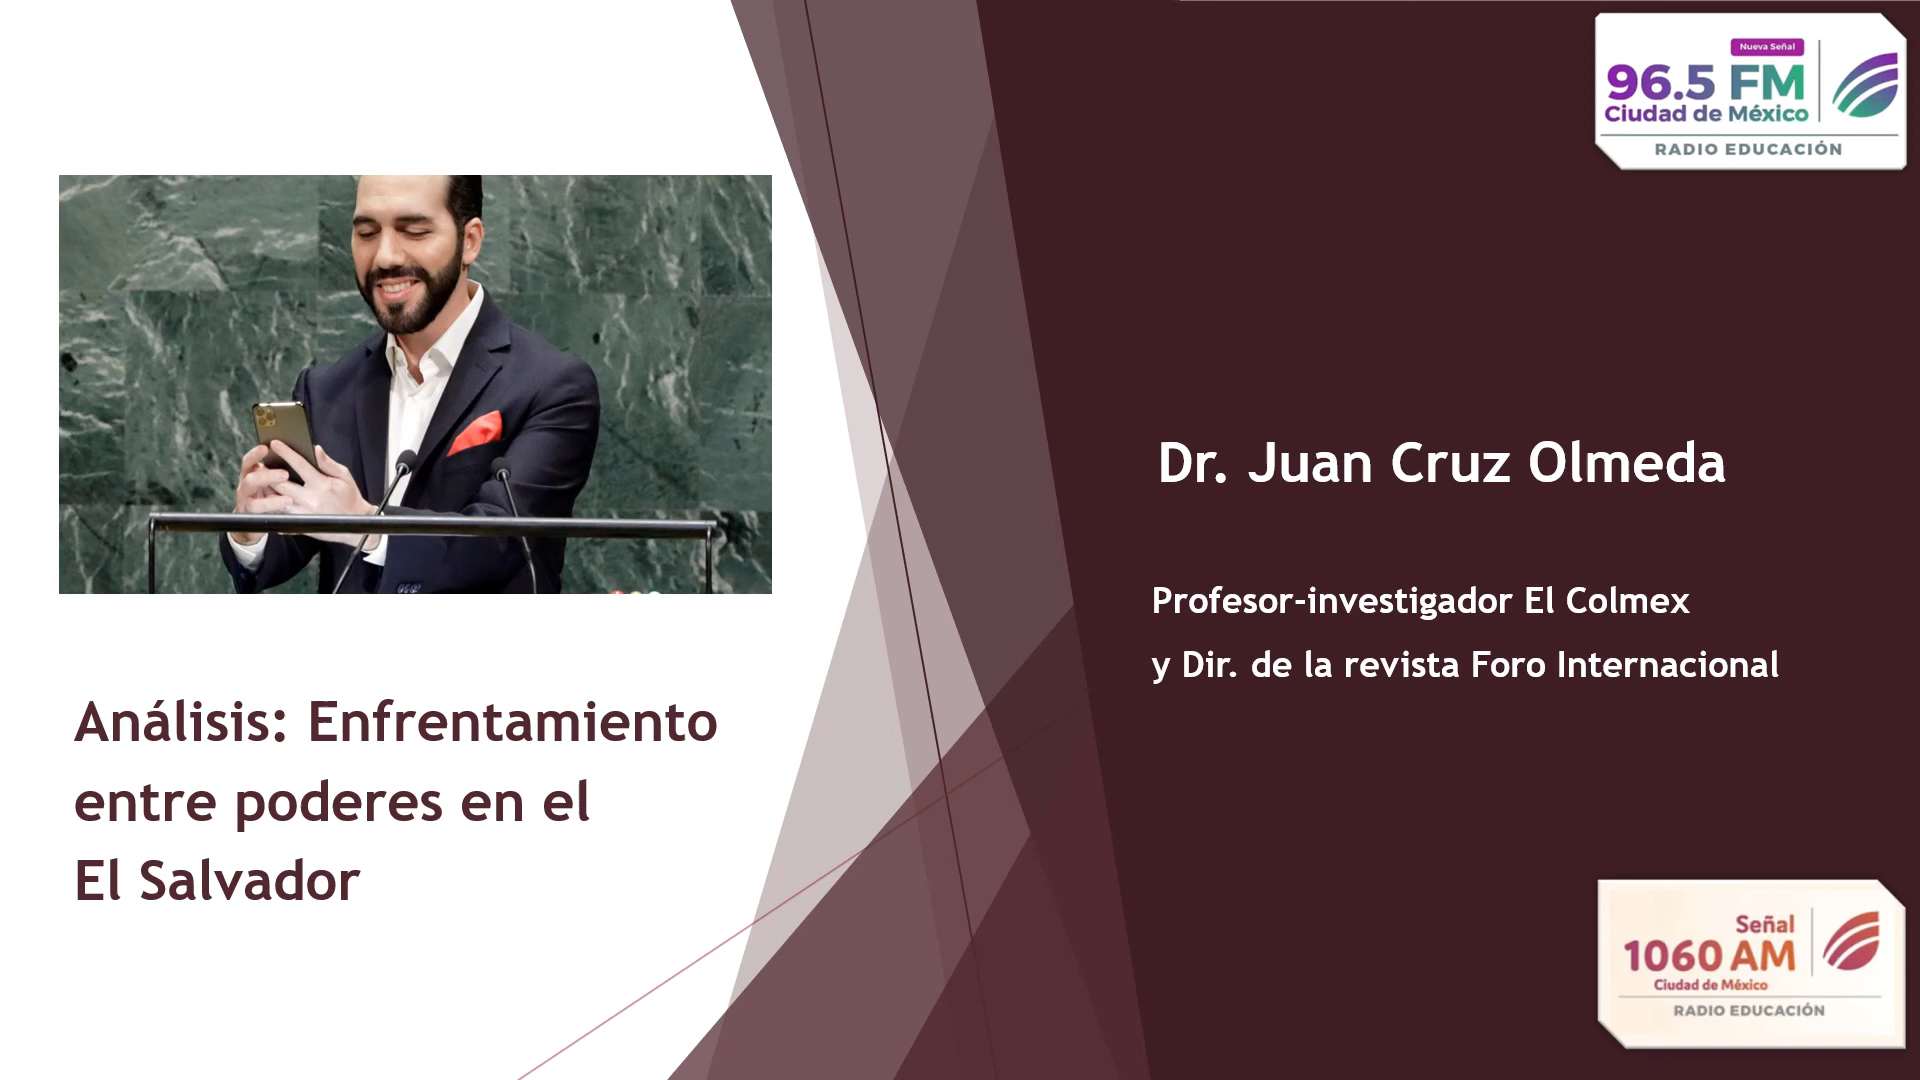 Nueva Señal
96.5 FM
Ciudad de México
RADIO EDUCACIÓN
Dr. Juan Cruz Olmeda
Profesor-investigador El Colmex
y Dir. de la revista Foro Internacional
Análisis: Enfrentamiento
entre poderes en el
El Salvador
Señal
1060 AM
Ciudad de México
RADIO EDUCACIÓN